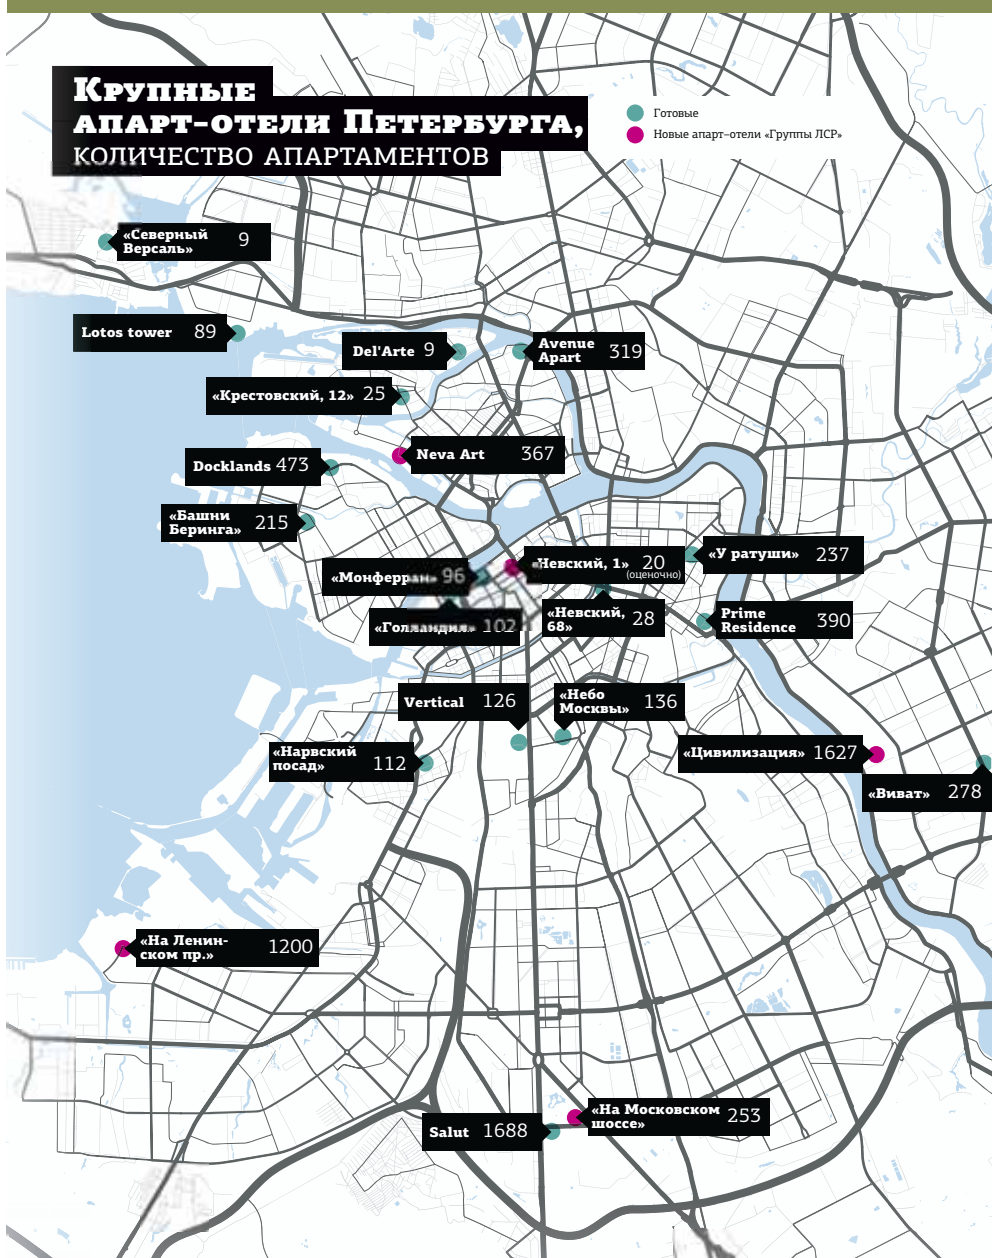 Крупные
апарт-отели Петербурга,
количество апартаментов
Готовые
Новые апарт-отели «Группы ЛСР»
«Северный
Версаль» 9
Lotos tower 89
Del'Arte 9
Avenue
Apart 319
«Крестовский, 12» 25
Neva Art 367
Docklands 473
«Башни
Беринга» 215
«Монферран» 96
«Невский, 1» 20
(оценочно)
«У ратуши» 237
«Голландия» 102
«Невский,
68» 28
Prime
Residence 390
Vertical 126
«Небо
Москвы» 136
«Нарвский
посад» 112
«Цивилизация» 1627
«Виват» 278
«На Ленин-
ском пр.» 1200
«На Московском
шоссе» 253
Salut 1688